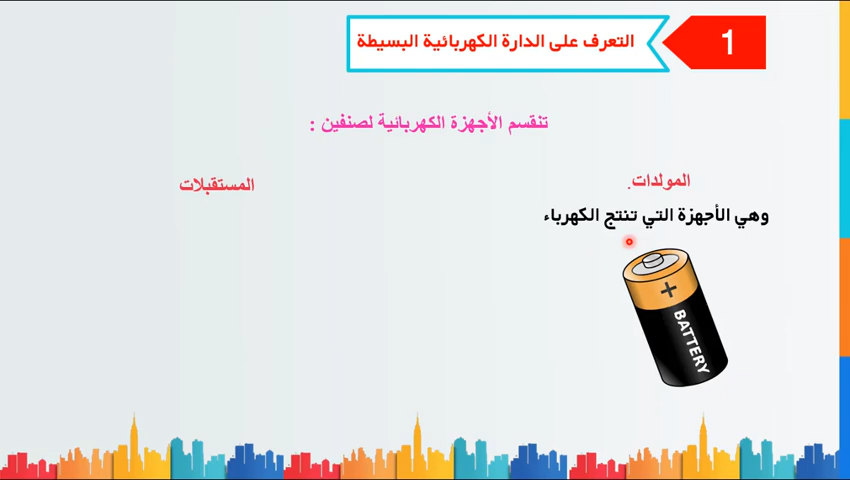 1
التعرف على الدارة الكهربائية البسيطة
تنقسم الأجهزة الكهربائية لصنفين :
المولدات.
المستقبلات
وهي الأجهزة التي تنتج الكهرباء
+
BATTERY